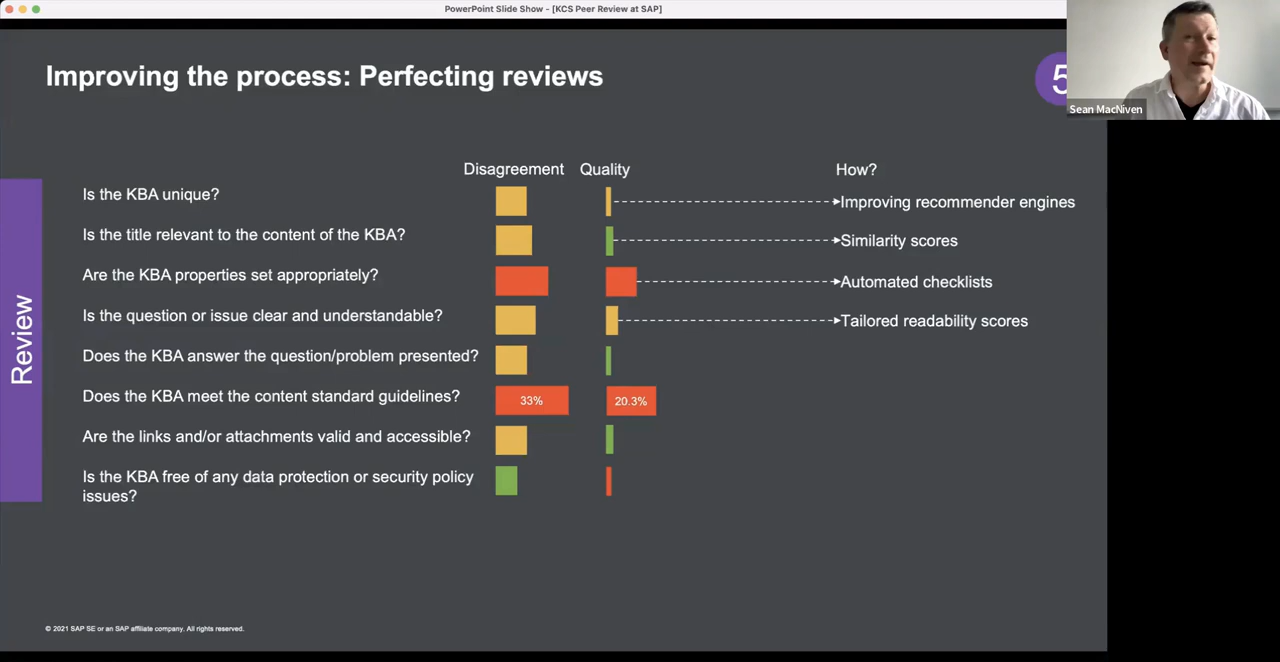 PowerPoint Slide Show - [KCS Peer Review at SAP]
Improving the process: Perfecting reviews
5
Sean MacNiven
Disagreement Quality How?
Review
Is the KBA unique?
Improving recommender engines
Is the title relevant to the content of the KBA?
Similarity scores
Are the KBA properties set appropriately?
Automated checklists
Is the question or issue clear and understandable?
Tailored readability scores
Does the KBA answer the question/problem presented?
Does the KBA meet the content standard guidelines?
33% 20.3%
Are the links and/or attachments valid and accessible?
Is the KBA free of any data protection or security policy
issues?
© 2021 SAP SE or an SAP affiliate company. All rights reserved.